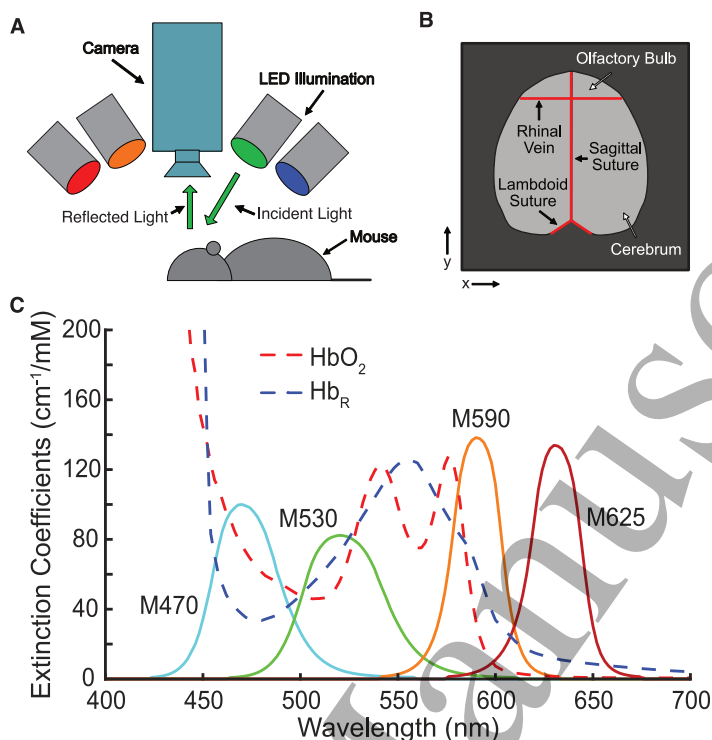 A
Camera
LED Illumination
Reflected Light
Incident Light
Mouse
B
Olfactory Bulb
Rhinal
Vein
Sagittal
Suture
Lambdoid
Suture
Cerebrum
y
x
C
Extinction Coefficients (cm⁻¹/mM)
200
160
120
80
40
0
HbO₂
Hb_R
M470
M530
M590
M625
400
450
500
550
600
650
700
Wavelength (nm)